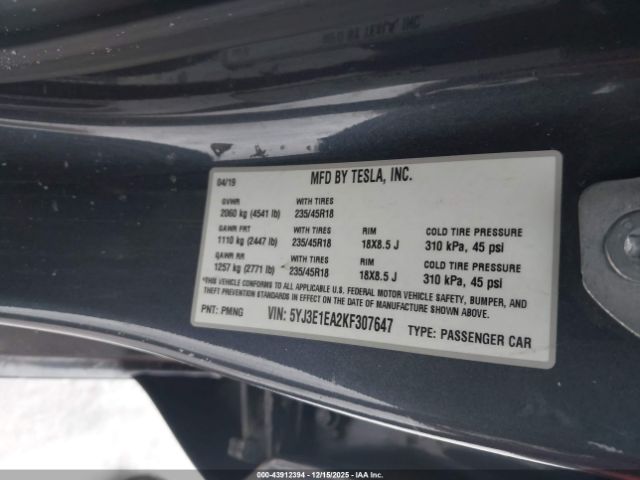 04/19 MFD BY TESLA, INC.
GVWR WITH TIRES
2060 kg (4541 lb) 235/45R18
GAWR FRT WITH TIRES RIM COLD TIRE PRESSURE
1110 kg (2447 lb) 235/45R18 18X8.5 J 310 kPa, 45 psi
GAWR RR WITH TIRES RIM COLD TIRE PRESSURE
1257 kg (2771 lb) 235/45R18 18X8.5 J 310 kPa, 45 psi
*THIS VEHICLE CONFORMS TO ALL APPLICABLE U.S. FEDERAL MOTOR VEHICLE SAFETY, BUMPER, AND
THEFT PREVENTION STANDARDS IN EFFECT ON THE DATE OF MANUFACTURE SHOWN ABOVE.*
PNT: PMNG VIN: 5YJ3E1EA2KF307647 TYPE: PASSENGER CAR
000-43912394 - 12/15/2025 - IAA Inc.